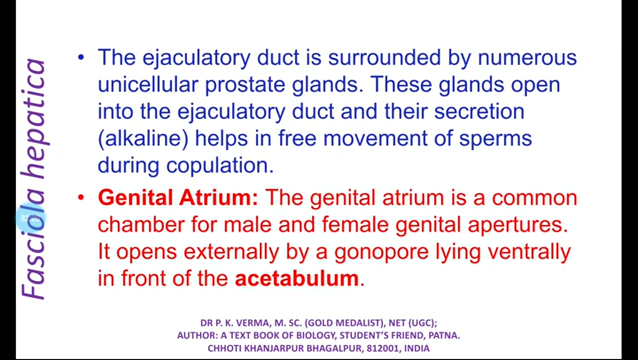 Fasciola hepatica
• The ejaculatory duct is surrounded by numerous
unicellular prostate glands. These glands open
into the ejaculatory duct and their secretion
(alkaline) helps in free movement of sperms
during copulation.
• Genital Atrium: The genital atrium is a common
chamber for male and female genital apertures.
It opens externally by a gonopore lying ventrally
in front of the acetabulum.
DR P. K. VERMA, M. SC. (GOLD MEDALIST), NET (UGC);
AUTHOR: A TEXT BOOK OF BIOLOGY, STUDENT'S FRIEND, PATNA.
CHHOTI KHANJARPUR BHAGALPUR, 812001, INDIA